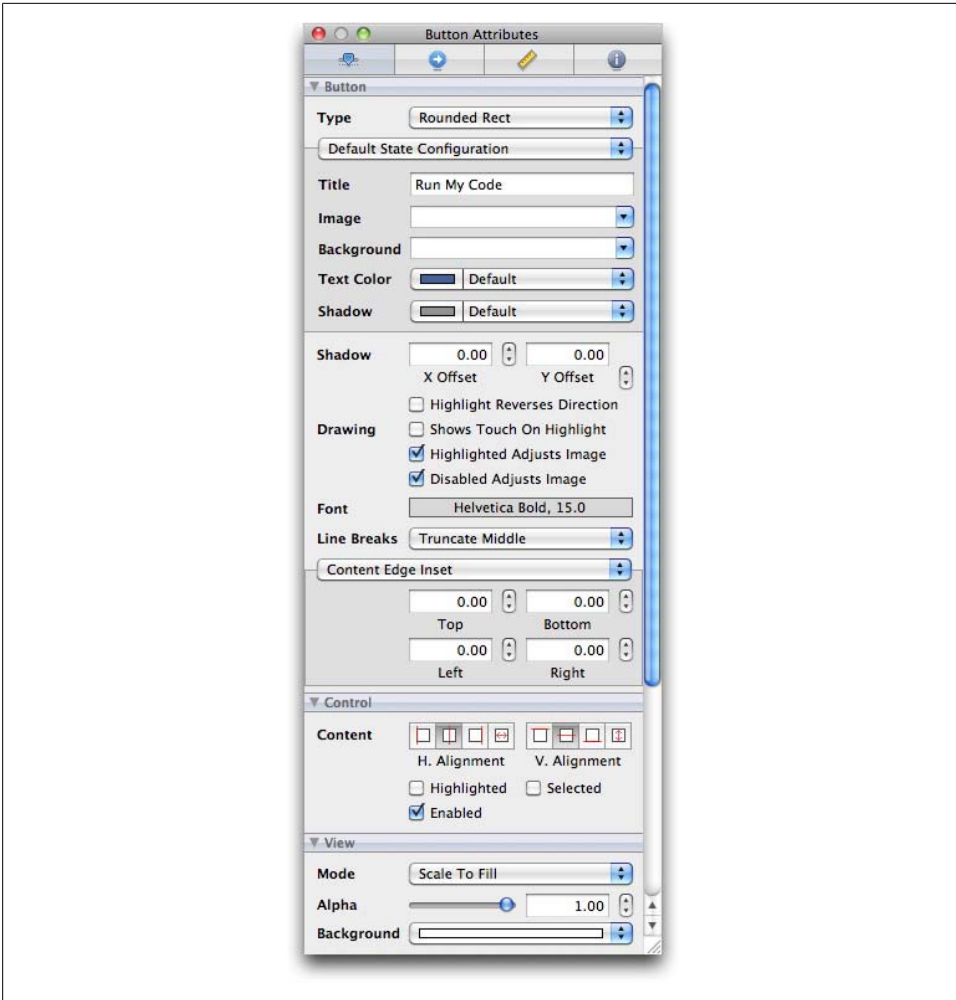 Button Attributes
Button
Type Rounded Rect
Default State Configuration
Title Run My Code
Image
Background
Text Color Default
Shadow Default
Shadow 0.00 0.00
X Offset Y Offset
Highlight Reverses Direction
Drawing Shows Touch On Highlight
Highlighted Adjusts Image
Disabled Adjusts Image
Font Helvetica Bold, 15.0
Line Breaks Truncate Middle
Content Edge Inset
0.00 0.00
Top Bottom
0.00 0.00
Left Right
Control
Content
H. Alignment V. Alignment
Highlighted Selected
Enabled
View
Mode Scale To Fill
Alpha 1.00
Background